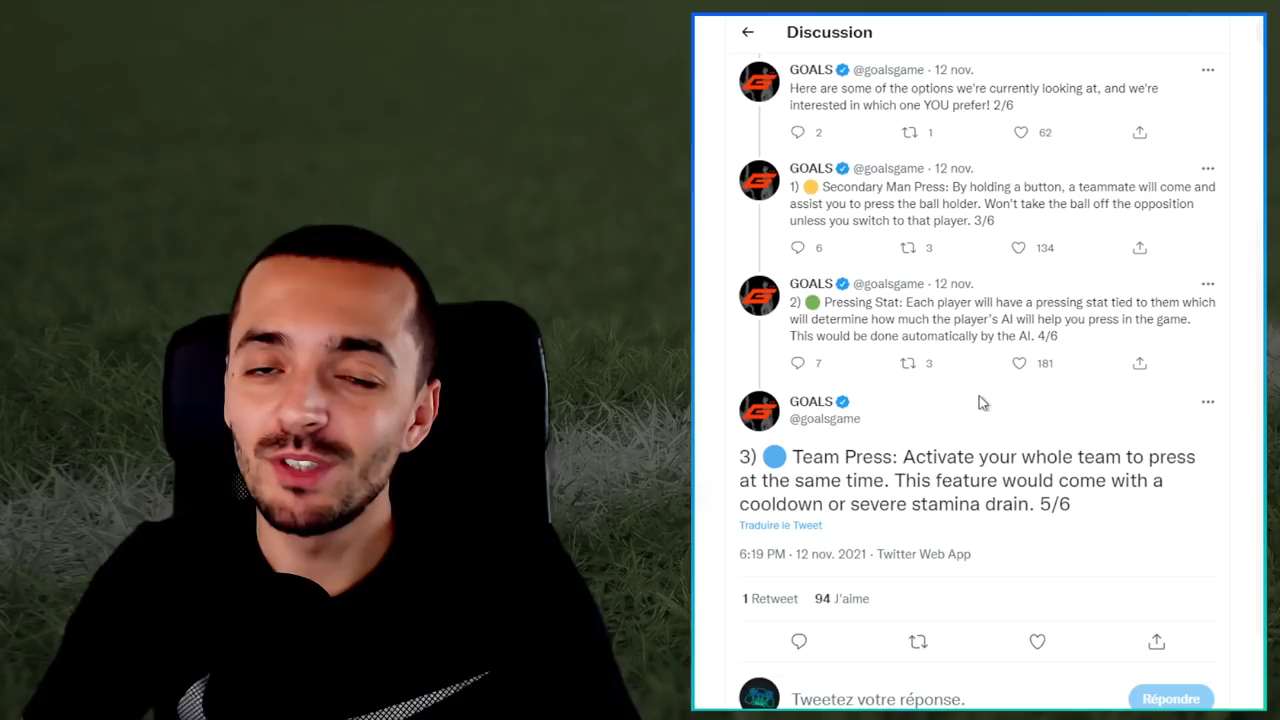 Discussion
GOALS @goalsgame · 12 nov.
Here are some of the options we're currently looking at, and we're
interested in which one YOU prefer! 2/6
2 1 62
GOALS @goalsgame · 12 nov.
1) 🟡 Secondary Man Press: By holding a button, a teammate will come and
assist you to press the ball holder. Won't take the ball off the opposition
unless you switch to that player. 3/6
6 3 134
GOALS @goalsgame · 12 nov.
2) 🟢 Pressing Stat: Each player will have a pressing stat tied to them which
will determine how much the player's AI will help you press in the game.
This would be done automatically by the AI. 4/6
7 3 181
GOALS
@goalsgame
3) 🔵 Team Press: Activate your whole team to press
at the same time. This feature would come with a
cooldown or severe stamina drain. 5/6
Traduire le Tweet
6:19 PM · 12 nov. 2021 · Twitter Web App
1 Retweet 94 J'aime
Tweetez votre réponse.
Répondre